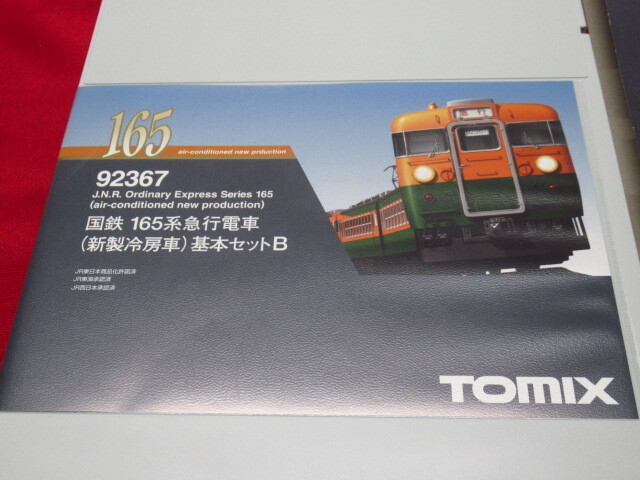 165
air-conditioned new prduction
92367
J.N.R. Ordinary Express Series 165
(air-conditioned new production)
国鉄 165系急行電車
(新製冷房車)基本セットB
JR東日本商品化許諾済
JR東海承認済
JR西日本承認済
TOMIX